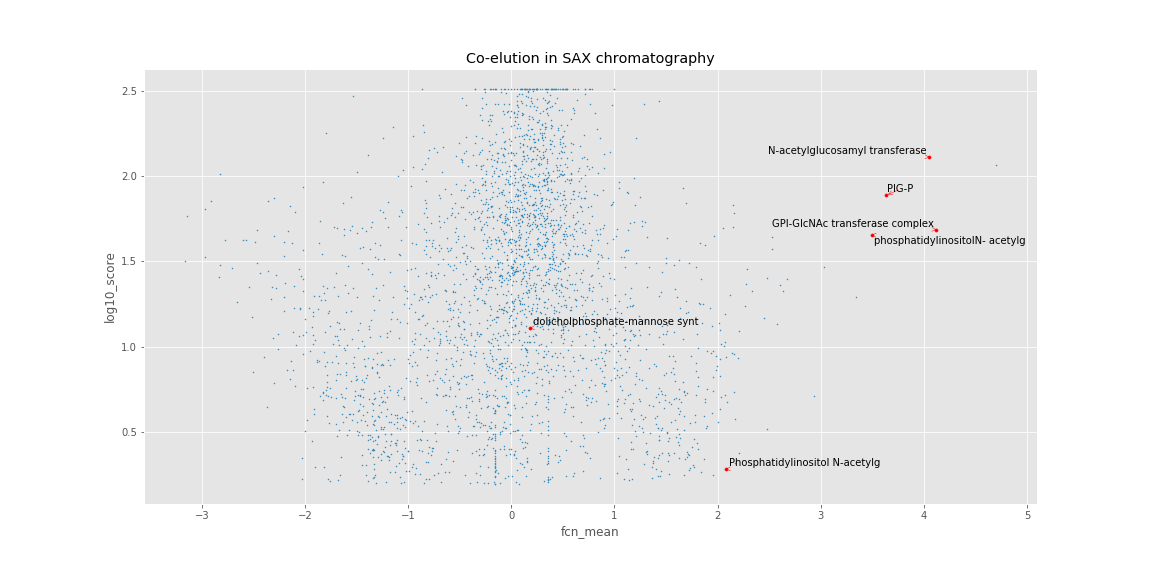 Co-elution in SAX chromatography
2.5
N-acetylglucosamyl transferase
2.0
PIG-P
GPI-GlcNAc transferase complex
phosphatidylinositolN- acetylg
1.5
log10_score
dolicholphosphate-mannose synt
1.0
0.5
Phosphatidylinositol N-acetylg
−3 −2 −1 0 1 2 3 4 5
fcn_mean